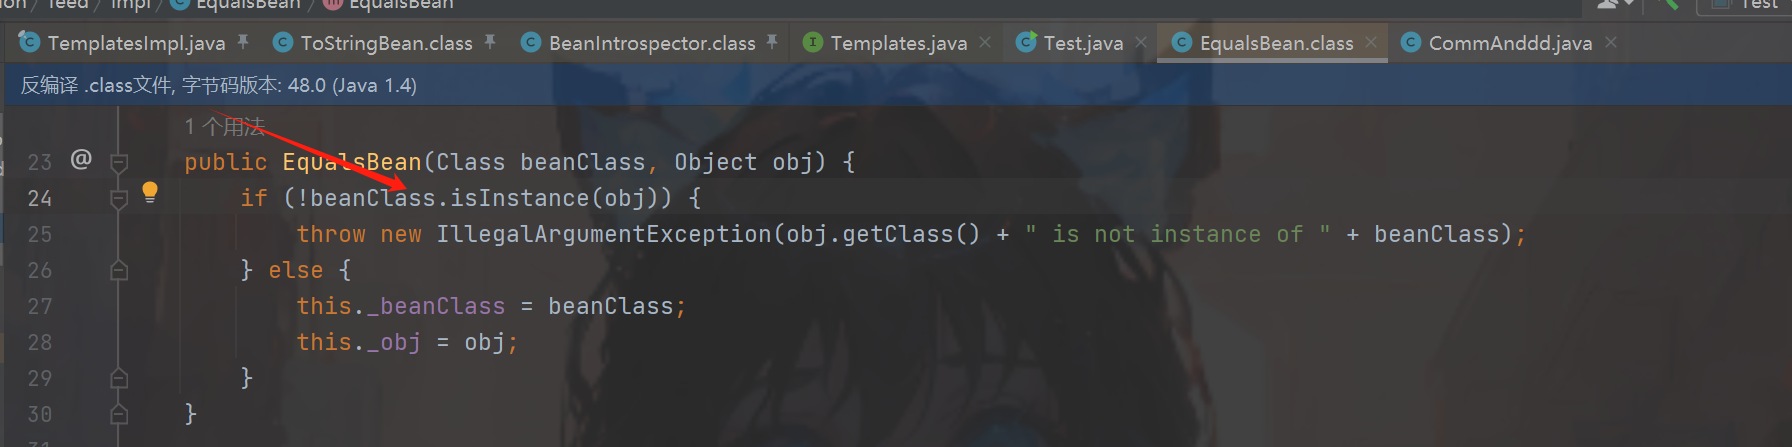 feed / impl / EqualsBean / EqualsBean Test
TemplatesImpl.java ToStringBean.class BeanIntrospector.class Templates.java Test.java EqualsBean.class CommAnddd.java
反编译 .class文件, 字节码版本: 48.0 (Java 1.4)
1 个用法
23 @ public EqualsBean(Class beanClass, Object obj) {
24 if (!beanClass.isInstance(obj)) {
25 throw new IllegalArgumentException(obj.getClass() + " is not instance of " + beanClass);
26 } else {
27 this._beanClass = beanClass;
28 this._obj = obj;
29 }
30 }